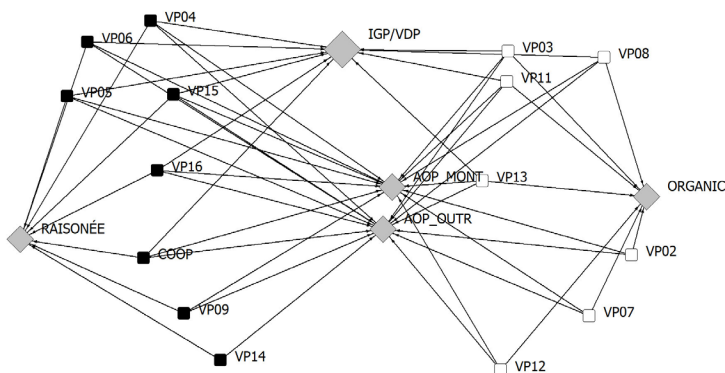 VP04
IGP/VDP
VP06
VP03
VP08
VP11
VP05
VP15
VP16
AOP_MONT
VP13
ORGANIC
AOP_OUTR
RAISONÉE
COOP
VP02
VP09
VP07
VP14
VP12